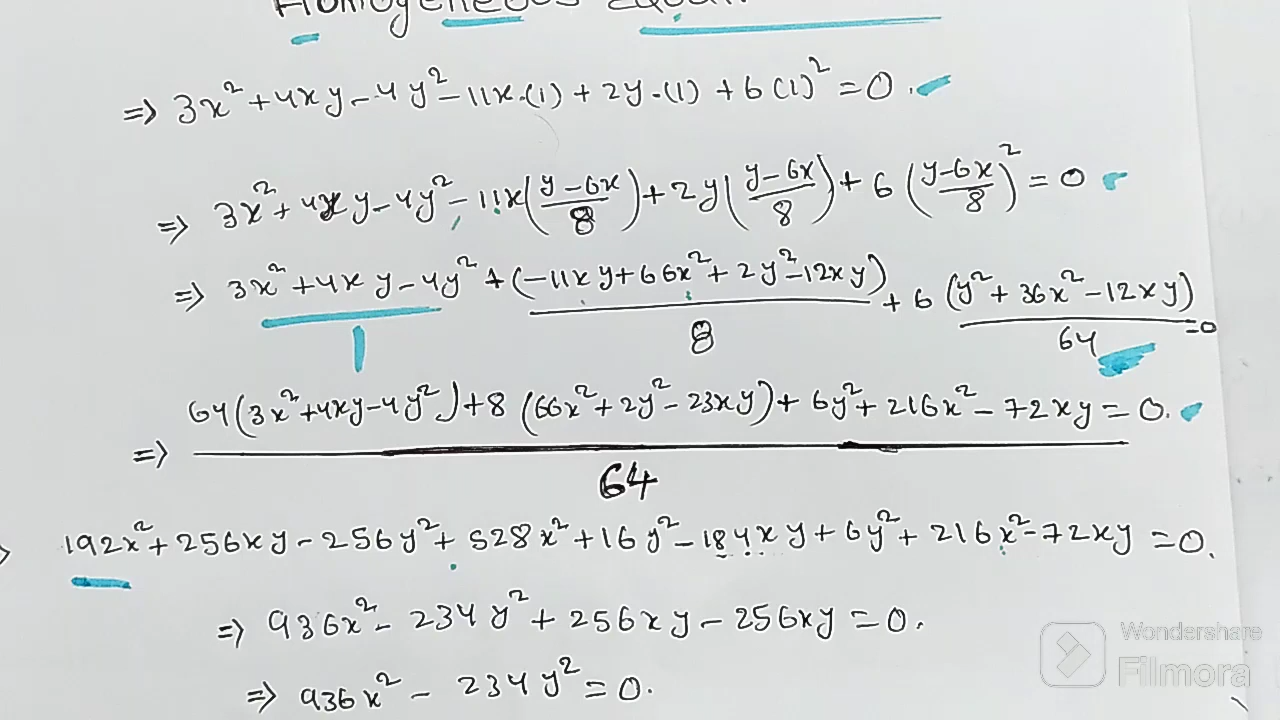 Homogeneous Equan
=> 3x² + 4xy - 4y² - 11x·(1) + 2y·(1) + 6(1)² = 0.
=> 3x² + 4xy - 4y² - 11x((y-6x)/8) + 2y((y-6x)/8) + 6((y-6x)/8)² = 0
=> 3x² + 4xy - 4y² + (-11xy + 66x² + 2y² - 12xy)/8 + 6(y² + 36x² - 12xy)/64 = 0
=> (64(3x² + 4xy - 4y²) + 8(66x² + 2y² - 23xy) + 6y² + 216x² - 72xy = 0.)/64
192x² + 256xy - 256y² + 528x² + 16y² - 184xy + 6y² + 216x² - 72xy = 0.
=> 936x² - 234y² + 256xy - 256xy = 0.
=> 936x² - 234y² = 0.
Wondershare
Filmora